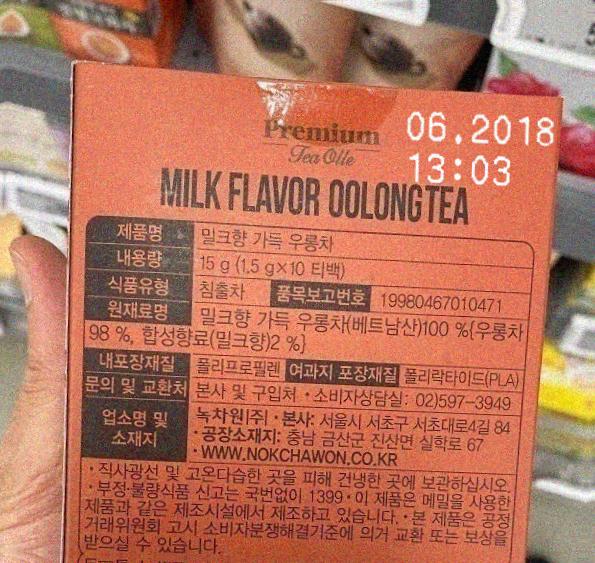 Premium
Tea Olle
06.2018
13:03
MILK FLAVOR OOLONG TEA
제품명 밀크향 가득 우롱차
내용량 15 g (1.5 g×10 티백)
식품유형 침출차 품목보고번호 19980467010471
원재료명 밀크향 가득 우롱차(베트남산)100 %{우롱차
98 %, 합성향료(밀크향)2 %}
내포장재질 폴리프로필렌 여과지 포장재질 폴리락타이드(PLA)
문의 및 교환처 본사 및 구입처 • 소비자상담실: 02)597-3949
업소명 및 소재지 녹차원(주) • 본사: 서울시 서초구 서초대로4길 84
• 공장소재지: 충남 금산군 진산면 실학로 67
• WWW.NOKCHAWON.CO.KR
• 직사광선 및 고온다습한 곳을 피해 건냉한 곳에 보관하십시오.
• 부정·불량식품 신고는 국번없이 1399 • 이 제품은 메밀을 사용한
제품과 같은 제조시설에서 제조하고 있습니다. • 본 제품은 공정
거래위원회 고시 소비자분쟁해결기준에 의거 교환 또는 보상을
받으실 수 있습니다.